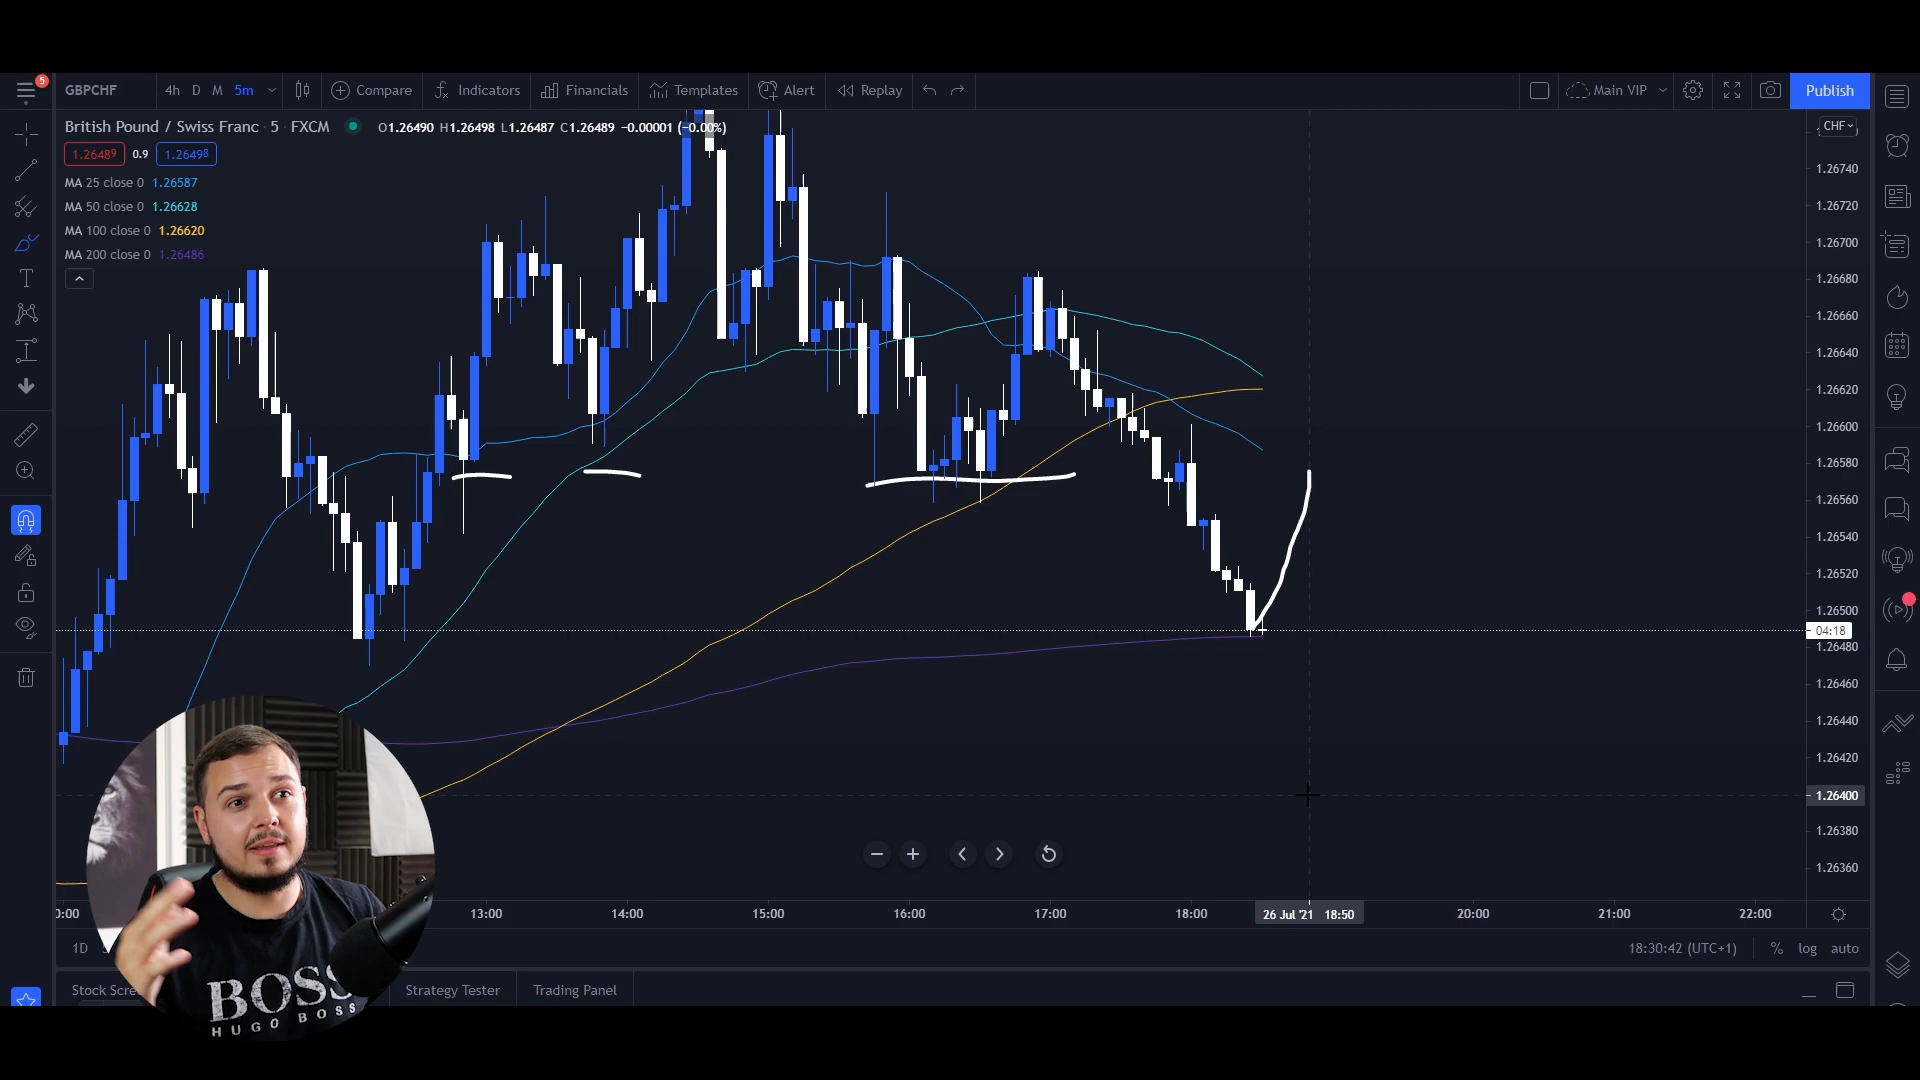 5
GBPCHF 4h D M 5m Compare Indicators Financials Templates Alert Replay Main VIP Publish
British Pound / Swiss Franc · 5 · FXCM O1.26490 H1.26498 L1.26487 C1.26489 −0.00001 (−0.00%)
CHF
1.26489 0.9 1.26498
MA 25 close 0 1.26587
MA 50 close 0 1.26628
MA 100 close 0 1.26620
MA 200 close 0 1.26486
1.26740
1.26720
1.26700
1.26680
1.26660
1.26640
1.26620
1.26600
1.26580
1.26560
1.26540
1.26520
1.26500
04:18
1.26480
1.26460
1.26440
1.26420
1.26400
1.26380
1.26360
0:00 13:00 14:00 15:00 16:00 17:00 18:00 26 Jul '21 18:50 20:00 21:00 22:00
1D 18:30:42 (UTC+1) % log auto
Stock Scre Strategy Tester Trading Panel
BOSS
HUGO BOSS